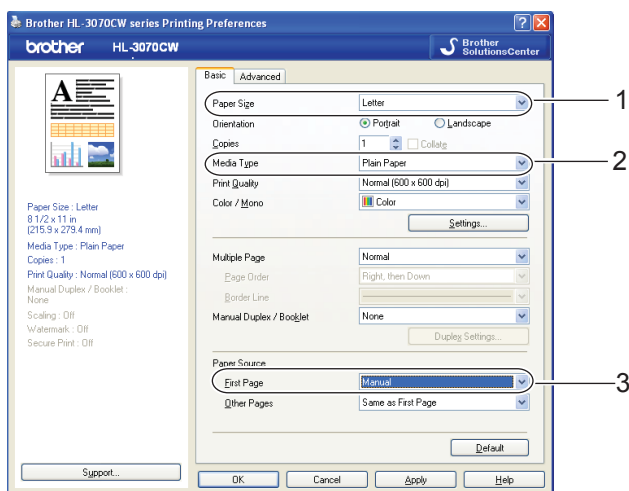 Brother HL-3070CW series Printing Preferences
brother HL-3070CW
Brother
SolutionsCenter
Basic Advanced
Paper Size Letter 1
Orientation Portrait Landscape
Copies 1 Collate
Media Type Plain Paper 2
Print Quality Normal (600 x 600 dpi)
Color / Mono Color
Settings...
Multiple Page Normal
Page Order Right, then Down
Border Line
Manual Duplex / Booklet None
Duplex Settings...
Paper Source
First Page Manual 3
Other Pages Same as First Page
Default
A
Paper Size : Letter
8 1/2 x 11 in
(215.9 x 279.4 mm)
Media Type : Plain Paper
Copies : 1
Print Quality : Normal (600 x 600 dpi)
Manual Duplex / Booklet :
None
Scaling : Off
Watermark : Off
Secure Print : Off
Support... OK Cancel Apply Help